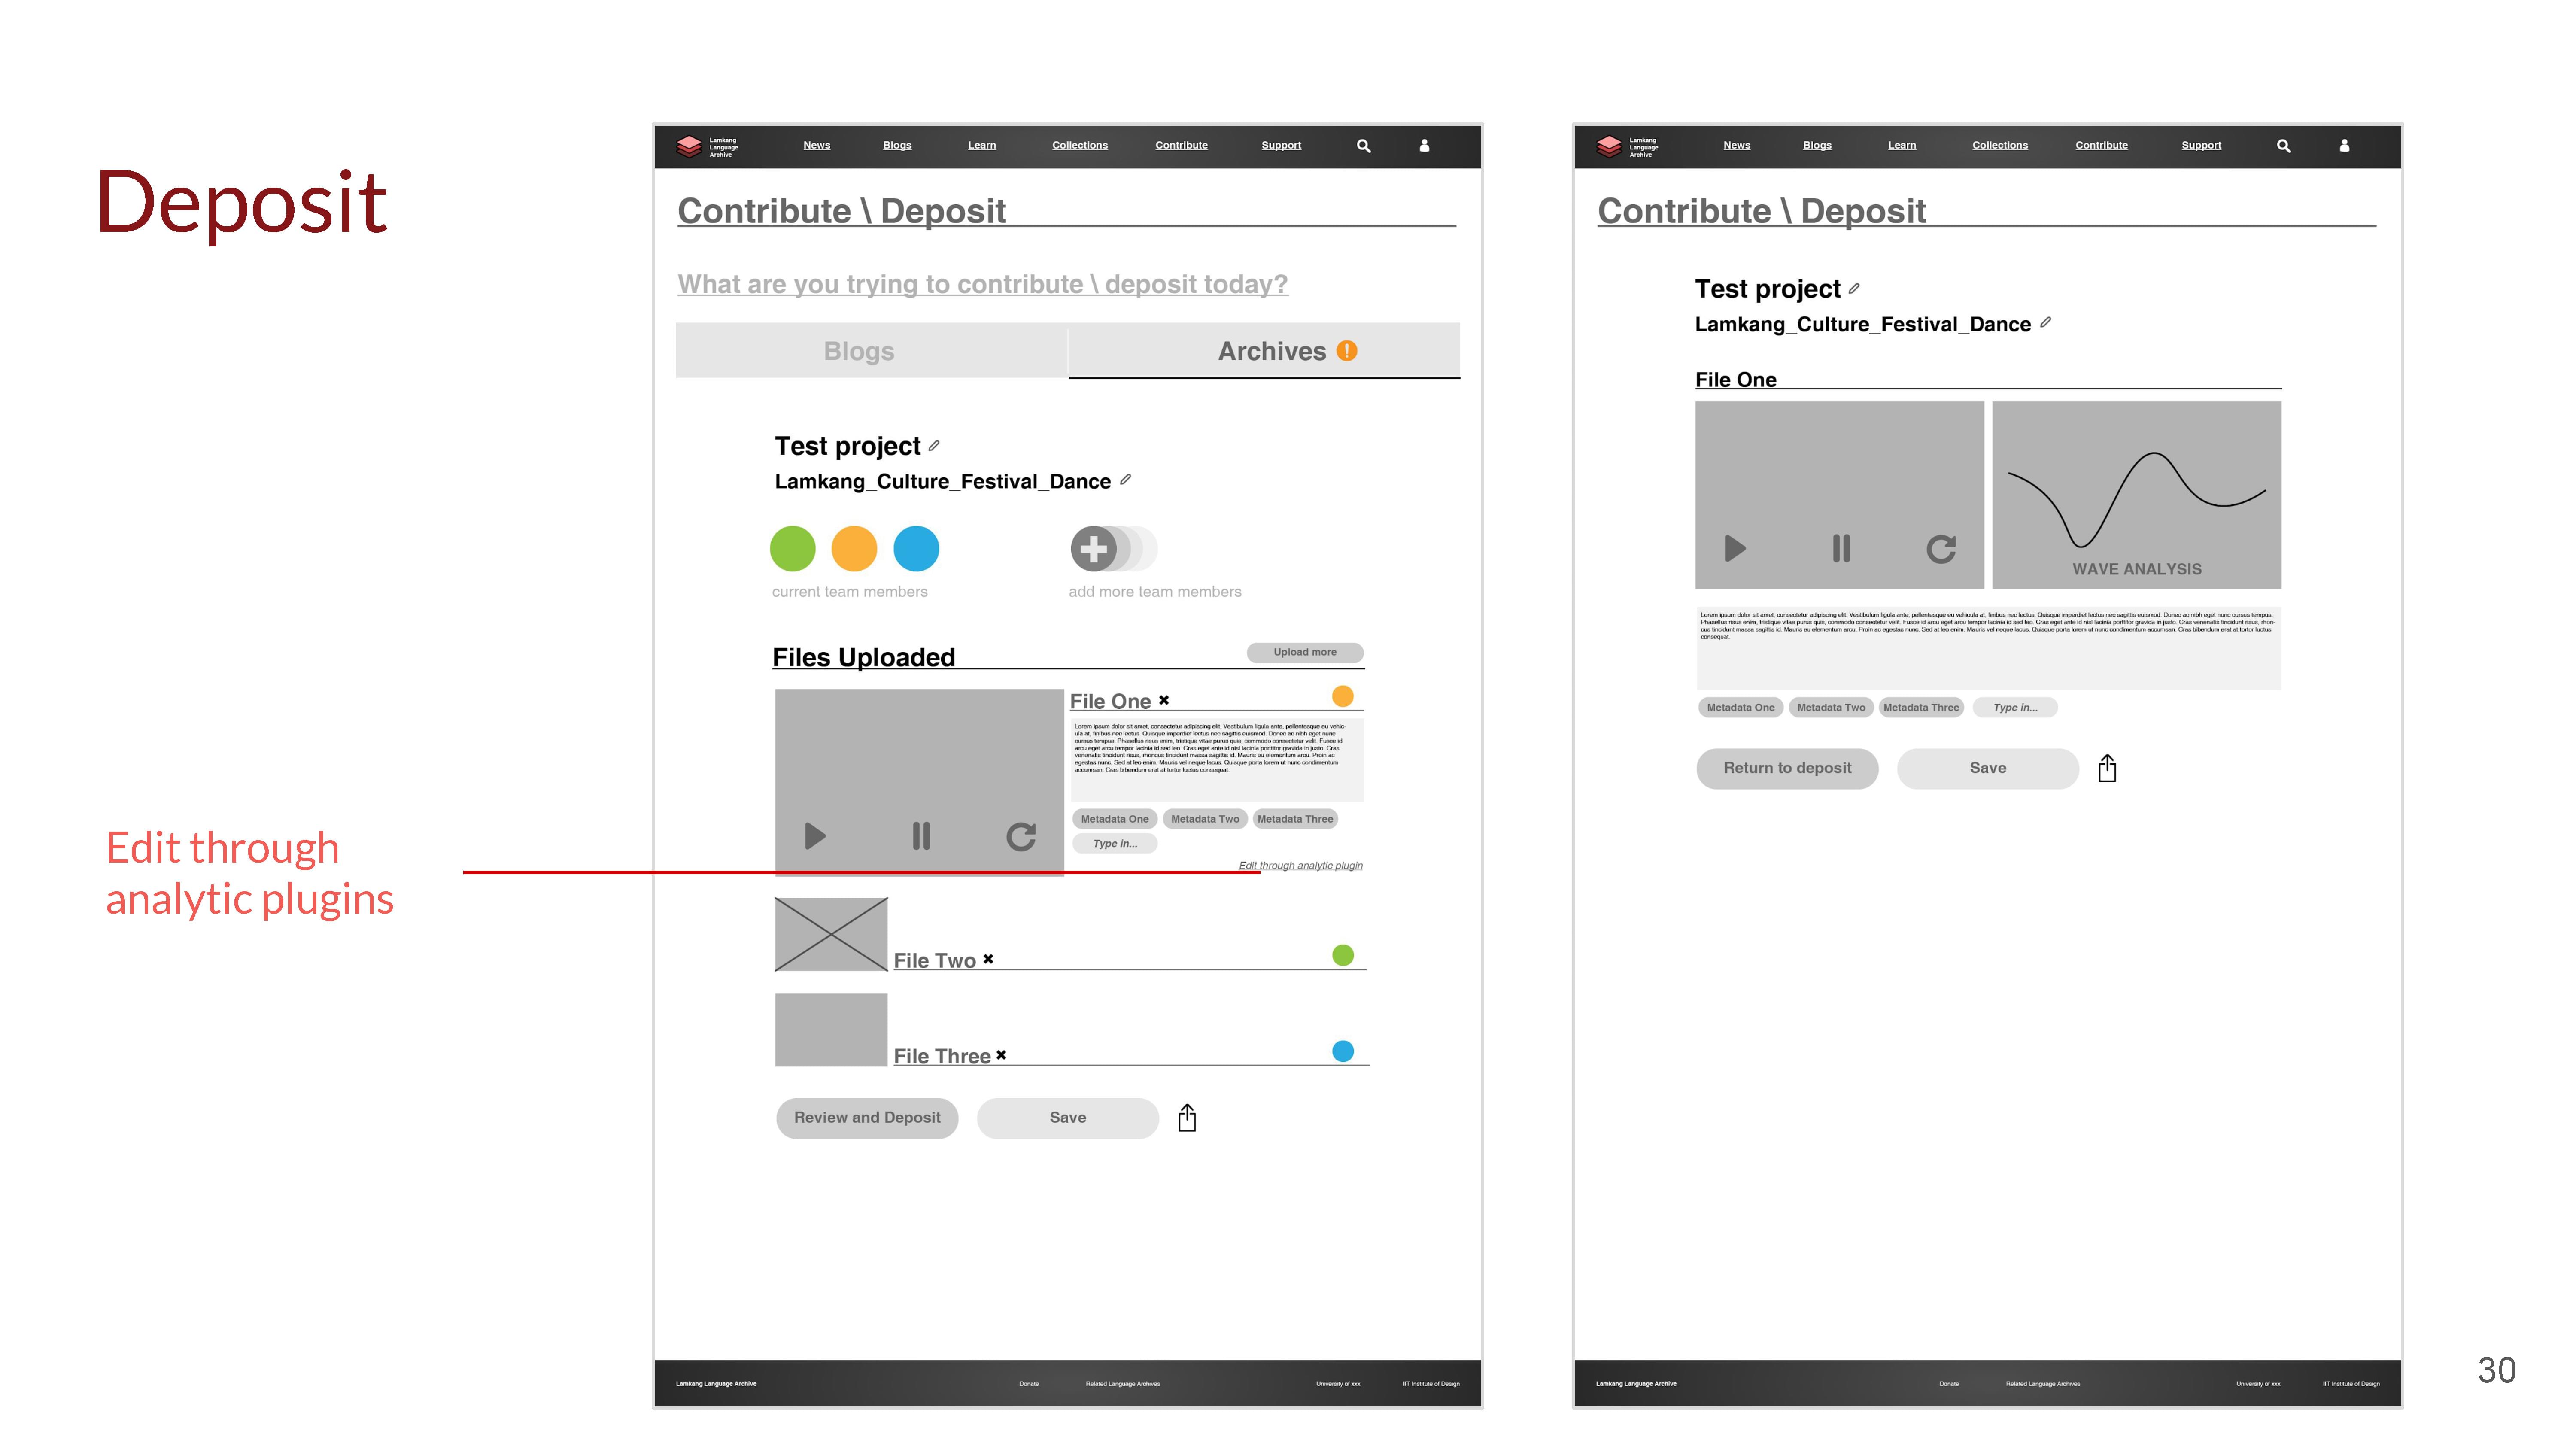 Deposit
Edit through
analytic plugins
Lamkang
Language
Archive
News
Blogs
Learn
Collections
Contribute
Support
Contribute \ Deposit
What are you trying to contribute \ deposit today?
Blogs
Archives !
Test project
Lamkang_Culture_Festival_Dance
current team members
add more team members
Files Uploaded
Upload more
File One
Lorem ipsum dolor sit amet, consectetur adipiscing elit. Vestibulum ligula ante, pellentesque eu vehic-
ula at, finibus nec lectus. Quisque imperdiet lectus nec sagittis euismod. Donec ac nibh eget nunc
cursus tempus. Phasellus risus enim, tristique vitae purus quis, commodo consectetur velit. Fusce id
arcu eget arcu tempor lacinia id sed leo. Cras eget ante id nisl lacinia porttitor gravida in justo. Cras
venenatis tincidunt risus, rhoncus tincidunt massa sagittis id. Mauris eu elementum arcu. Proin ac
egestas nunc. Sed at leo enim. Mauris vel neque lacus. Quisque porta lorem ut nunc condimentum
accumsan. Cras bibendum erat at tortor luctus consequat.
Metadata One
Metadata Two
Metadata Three
Type in...
Edit through analytic plugin
File Two
File Three
Review and Deposit
Save
Lamkang Language Archive
Donate
Related Language Archives
University of xxx
IIT Institute of Design
Lamkang
Language
Archive
News
Blogs
Learn
Collections
Contribute
Support
Contribute \ Deposit
Test project
Lamkang_Culture_Festival_Dance
File One
WAVE ANALYSIS
Lorem ipsum dolor sit amet, consectetur adipiscing elit. Vestibulum ligula ante, pellentesque eu vehicula at, finibus nec lectus. Quisque imperdiet lectus nec sagittis euismod. Donec ac nibh eget nunc cursus tempus.
Phasellus risus enim, tristique vitae purus quis, commodo consectetur velit. Fusce id arcu eget arcu tempor lacinia id sed leo. Cras eget ante id nisl lacinia porttitor gravida in justo. Cras venenatis tincidunt risus, rhon-
cus tincidunt massa sagittis id. Mauris eu elementum arcu. Proin ac egestas nunc. Sed at leo enim. Mauris vel neque lacus. Quisque porta lorem ut nunc condimentum accumsan. Cras bibendum erat at tortor luctus
consequat.
Metadata One
Metadata Two
Metadata Three
Type in...
Return to deposit
Save
Lamkang Language Archive
Donate
Related Language Archives
University of xxx
IIT Institute of Design
30